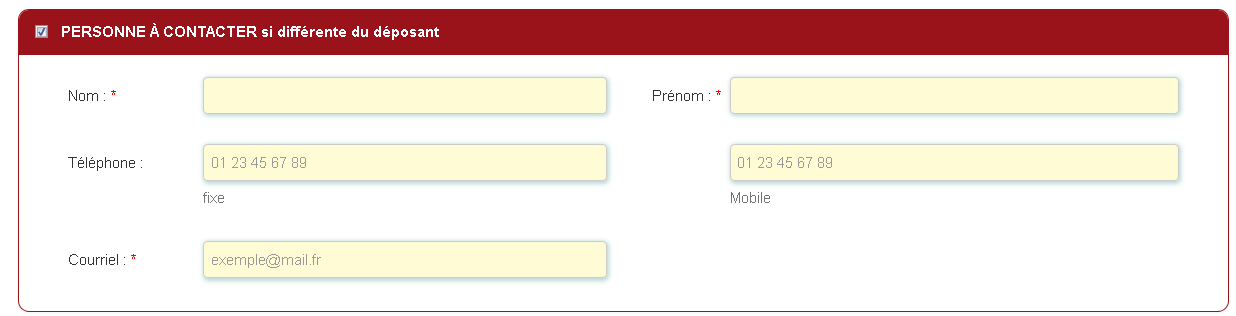 PERSONNE À CONTACTER si différente du déposant
Nom : * Prénom : *
Téléphone : 01 23 45 67 89 01 23 45 67 89
fixe Mobile
Courriel : * exemple@mail.fr